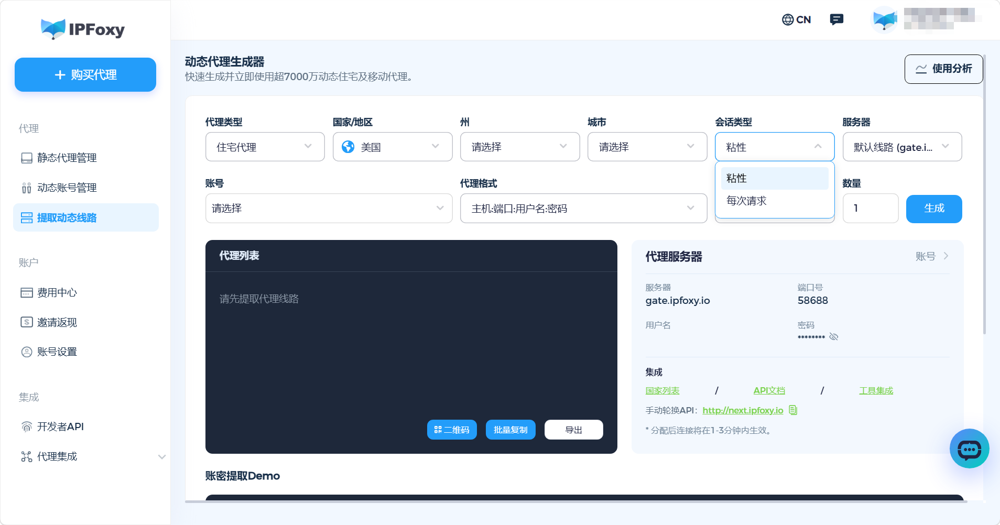 IPFoxy
CN
购买代理
代理
静态代理管理
动态账号管理
提取动态线路
账户
费用中心
邀请返现
账号设置
集成
开发者API
代理集成
动态代理生成器
快速生成并立即使用超7000万动态住宅及移动代理。
使用分析
代理类型
国家/地区
州
城市
会话类型
服务器
住宅代理
美国
请选择
请选择
粘性
默认线路 (gate.i...
粘性
每次请求
账号
代理格式
数量
请选择
主机:端口:用户名:密码
1
生成
代理列表
请先提取代理线路
二维码
批量复制
导出
代理服务器
账号
服务器
端口号
gate.ipfoxy.io
58688
用户名
密码
********
集成
国家列表 / API文档 / 工具集成
手动轮换API: http://next.ipfoxy.io
* 分配后连接将在1-3分钟内生效。
账密提取Demo